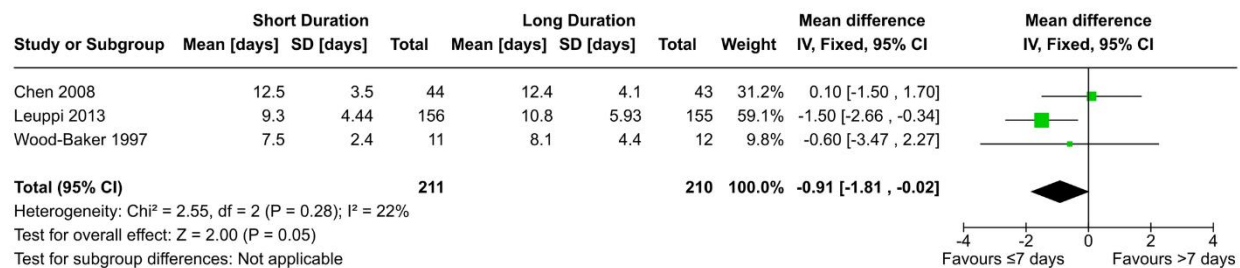 Short Duration Long Duration Mean difference Mean difference
Study or Subgroup Mean [days] SD [days] Total Mean [days] SD [days] Total Weight IV, Fixed, 95% CI IV, Fixed, 95% CI
Chen 2008 12.5 3.5 44 12.4 4.1 43 31.2% 0.10 [-1.50 , 1.70]
Leuppi 2013 9.3 4.44 156 10.8 5.93 155 59.1% -1.50 [-2.66 , -0.34]
Wood-Baker 1997 7.5 2.4 11 8.1 4.4 12 9.8% -0.60 [-3.47 , 2.27]
Total (95% CI) 211 210 100.0% -0.91 [-1.81 , -0.02]
Heterogeneity: Chi² = 2.55, df = 2 (P = 0.28); I² = 22%
Test for overall effect: Z = 2.00 (P = 0.05)
Test for subgroup differences: Not applicable
-4 -2 0 2 4
Favours ≤7 days Favours >7 days